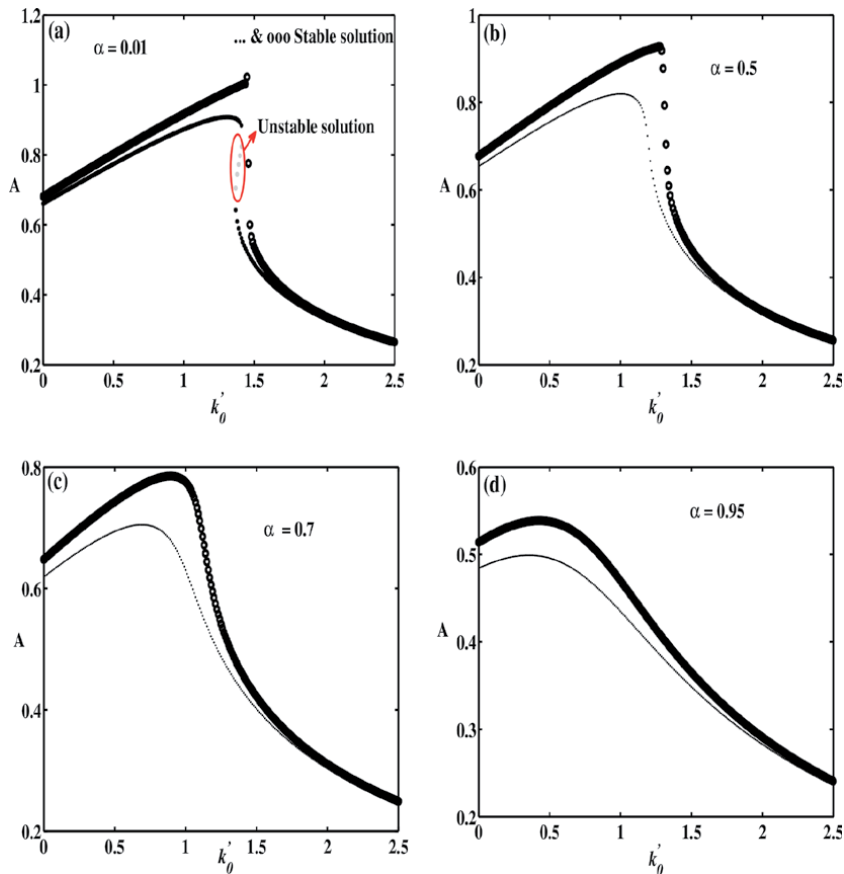 (a)
α = 0.01
... & ooo Stable solution
Unstable solution
1.2
1
0.8
A
0.6
0.4
0.2
0 0.5 1 1.5 2 2.5
k'0
(b)
α = 0.5
1
0.8
A
0.6
0.4
0.2
0 0.5 1 1.5 2 2.5
k'0
(c)
α = 0.7
0.8
0.6
A
0.4
0.2
0 0.5 1 1.5 2 2.5
k'0
(d)
α = 0.95
0.6
0.5
A
0.4
0.3
0.2
0 0.5 1 1.5 2 2.5
k'0